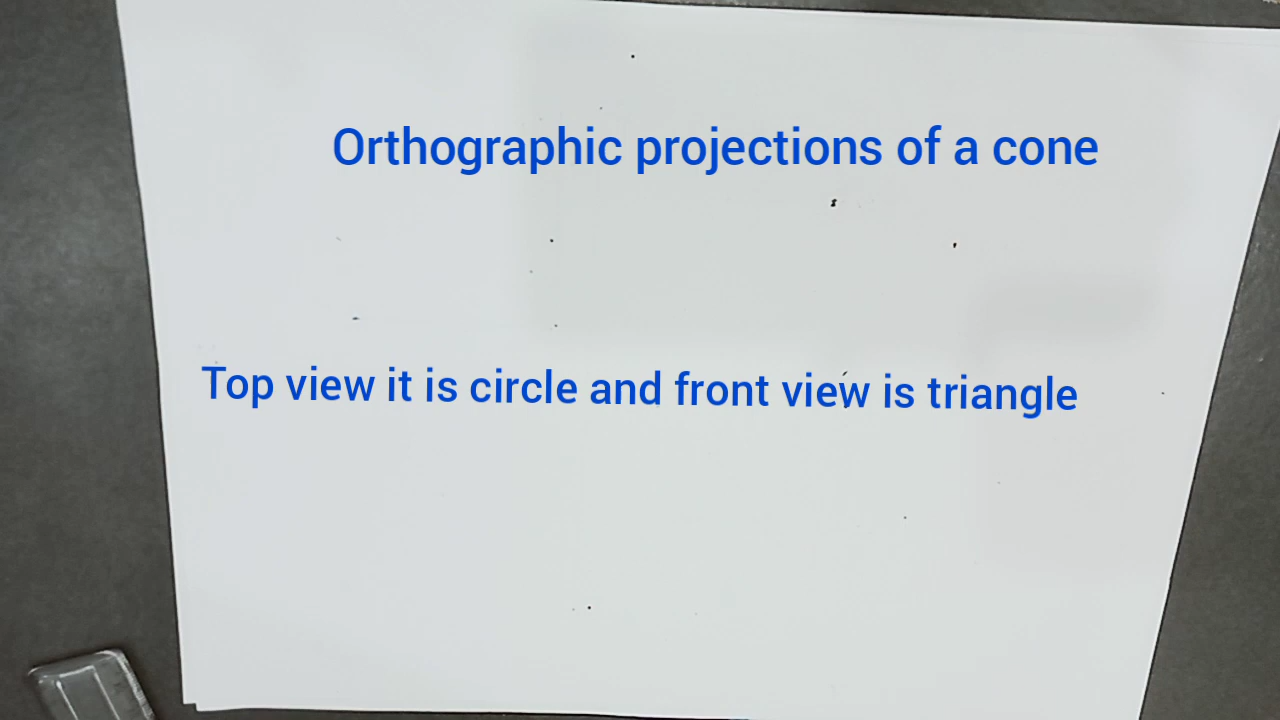 Orthographic projections of a cone
Top view it is circle and front view is triangle